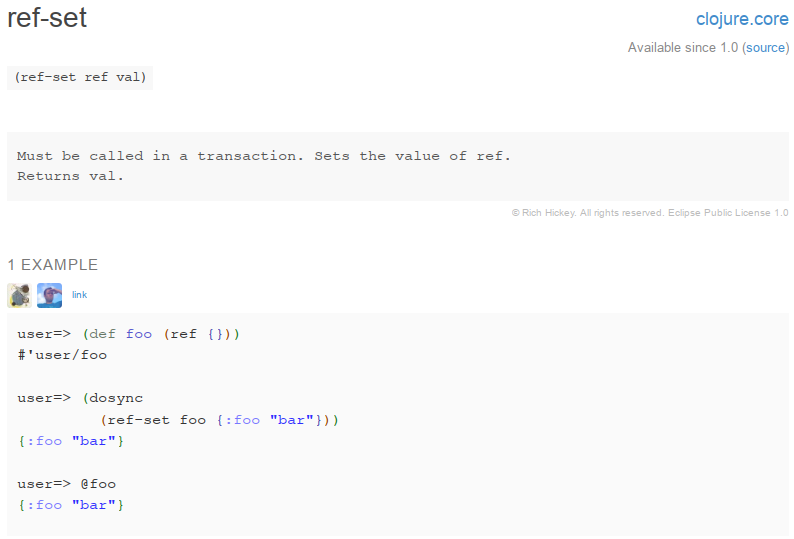 ref-set
clojure.core
Available since 1.0 (source)
(ref-set ref val)
Must be called in a transaction. Sets the value of ref.
Returns val.
© Rich Hickey. All rights reserved. Eclipse Public License 1.0
1 EXAMPLE
link
user=> (def foo (ref {}))
#'user/foo
user=> (dosync
(ref-set foo {:foo "bar"}))
{:foo "bar"}
user=> @foo
{:foo "bar"}